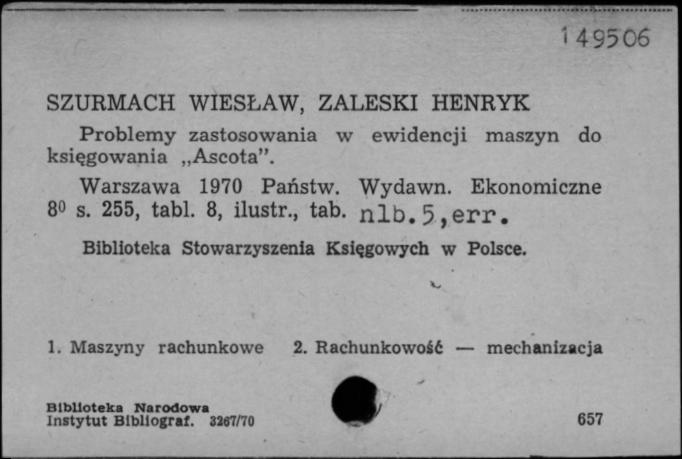 149506
SZURMACH WIESŁAW, ZALESKI HENRYK
Problemy zastosowania w ewidencji maszyn do
księgowania „Ascota”.
Warszawa 1970 Państw. Wydawn. Ekonomiczne
8⁰ s. 255, tabl. 8, ilustr., tab. nlb.5,err.
Biblioteka Stowarzyszenia Księgowych w Polsce.
1. Maszyny rachunkowe 2. Rachunkowość — mechanizacja
Biblioteka Narodowa
Instytut Bibliograf. 3267/70 657